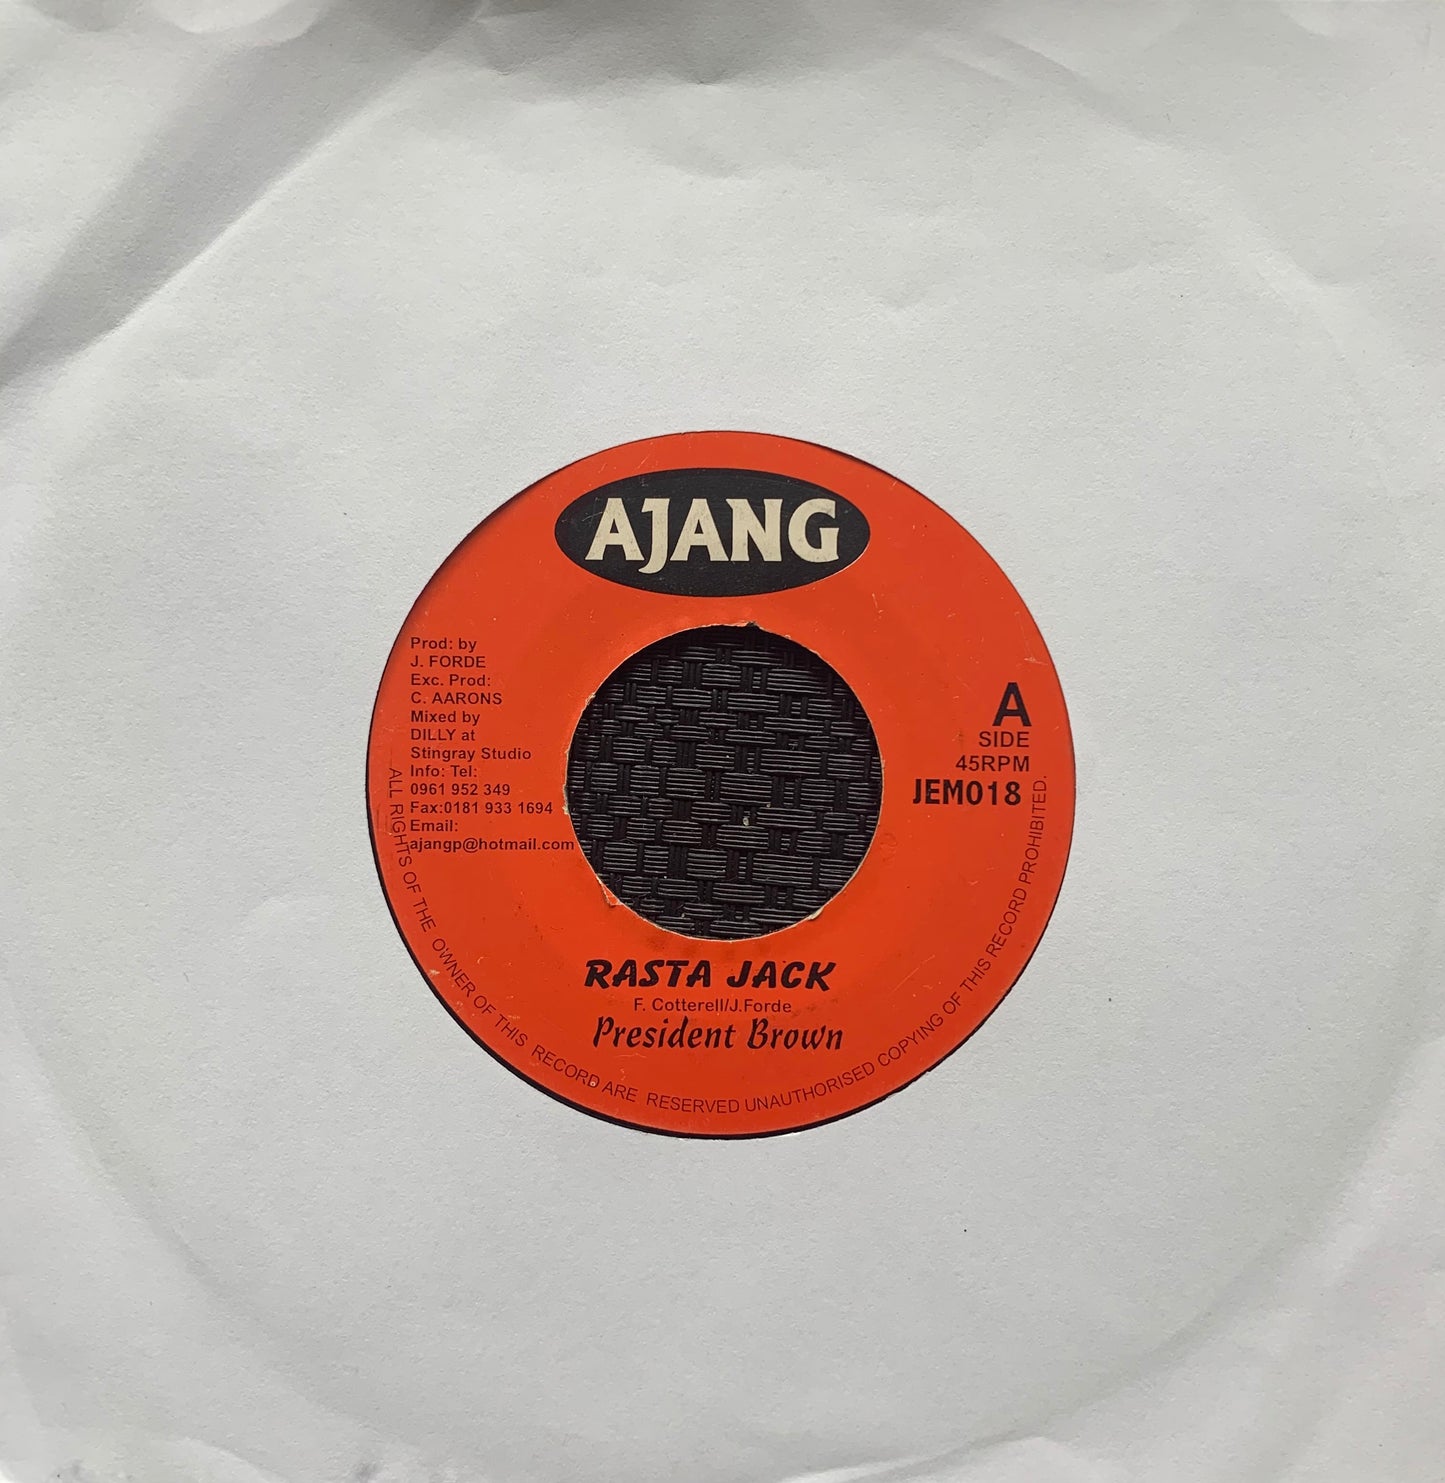 AJANG
Prod: by
J. FORDE
Exc. Prod:
C. AARONS
Mixed by
DILLY at
Stingray Studio
Info: Tel:
0961 952 349
Fax:0181 933 1694
Email:
ajangp@hotmail.com
A
SIDE
45RPM
JEM018
RASTA JACK
F. Cotterell/J.Forde
President Brown
ALL RIGHTS OF THE OWNER OF THIS RECORD ARE RESERVED UNAUTHORISED COPYING OF THIS RECORD PROHIBITED.